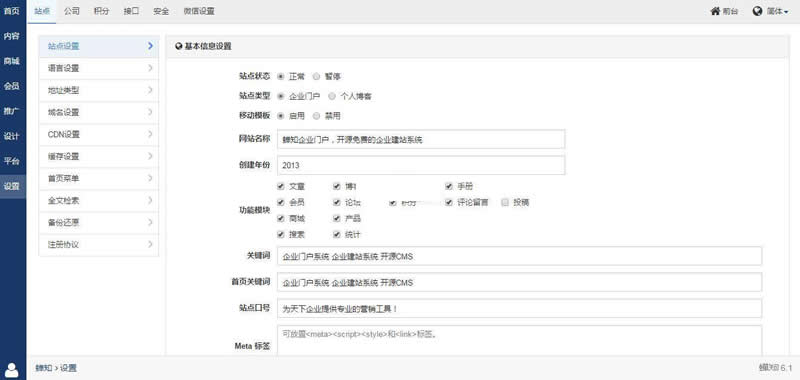 首页 站点 公司 积分 接口 安全 微信设置 前台 简体
内容
商城
会员
推广
设计
平台
设置
站点设置
语言设置
地址类型
域名设置
CDN设置
缓存设置
首页菜单
全文检索
备份还原
注册协议
基本信息设置
站点状态 正常 暂停
站点类型 企业门户 个人博客
移动模板 启用 禁用
网站名称 蝉知企业门户，开源免费的企业建站系统
创建年份 2013
功能模块
文章 手册
会员 论坛 积分 评论留言 投稿
商城 产品
搜索 统计
关键词 企业门户系统 企业建站系统 开源CMS
首页关键词 企业门户系统 企业建站系统 开源CMS
站点口号 为天下企业提供专业的营销工具！
Meta 标签 可放置<meta><script><style>和<link>标签。
蝉知 > 设置 蝉知 6.1